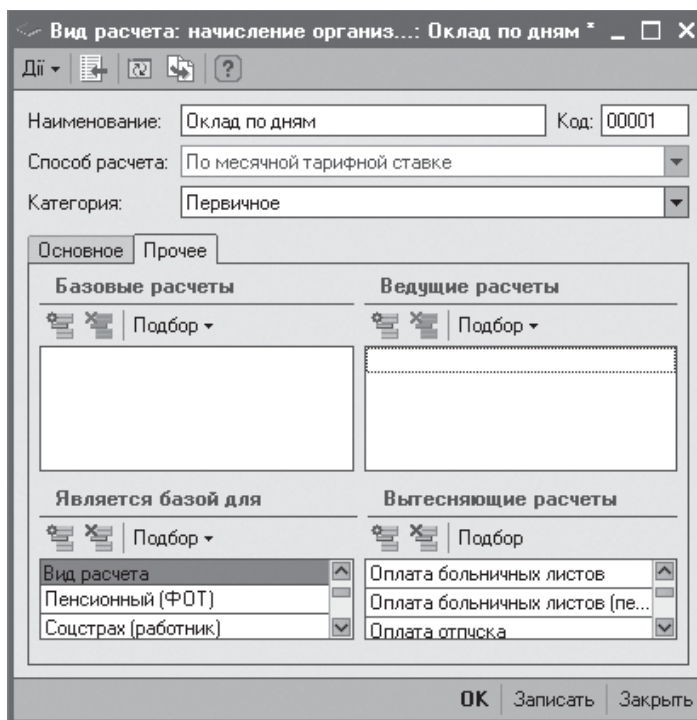 Вид расчета: начисление организ...: Оклад по дням *
Дії
Наименование: Оклад по дням Код: 00001
Способ расчета: По месячной тарифной ставке
Категория: Первичное
Основное Прочее
Базовые расчеты Ведущие расчеты
Подбор Подбор
Является базой для Вытесняющие расчеты
Подбор Подбор
Вид расчета Оплата больничных листов
Пенсионный (ФОТ) Оплата больничных листов (пе...
Соцстрах (работник) Оплата отпуска
OK Записать Закрыть